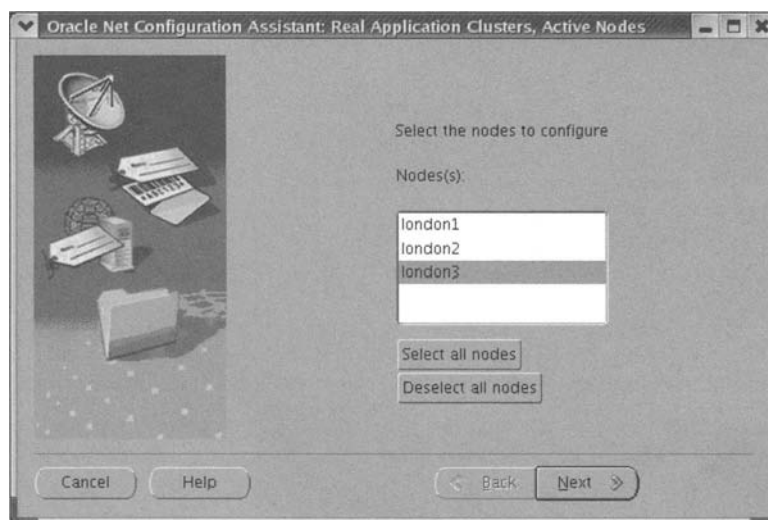 Oracle Net Configuration Assistant: Real Application Clusters, Active Nodes
Select the nodes to configure
Nodes(s):
london1
london2
london3
Select all nodes
Deselect all nodes
Cancel
Help
Back
Next